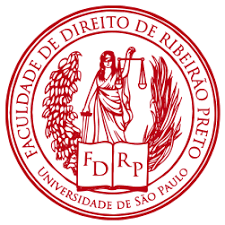 FACULDADE DE DIREITO DE RIBEIRÃO PRETO
FD RP
UNIVERSIDADE DE SÃO PAULO